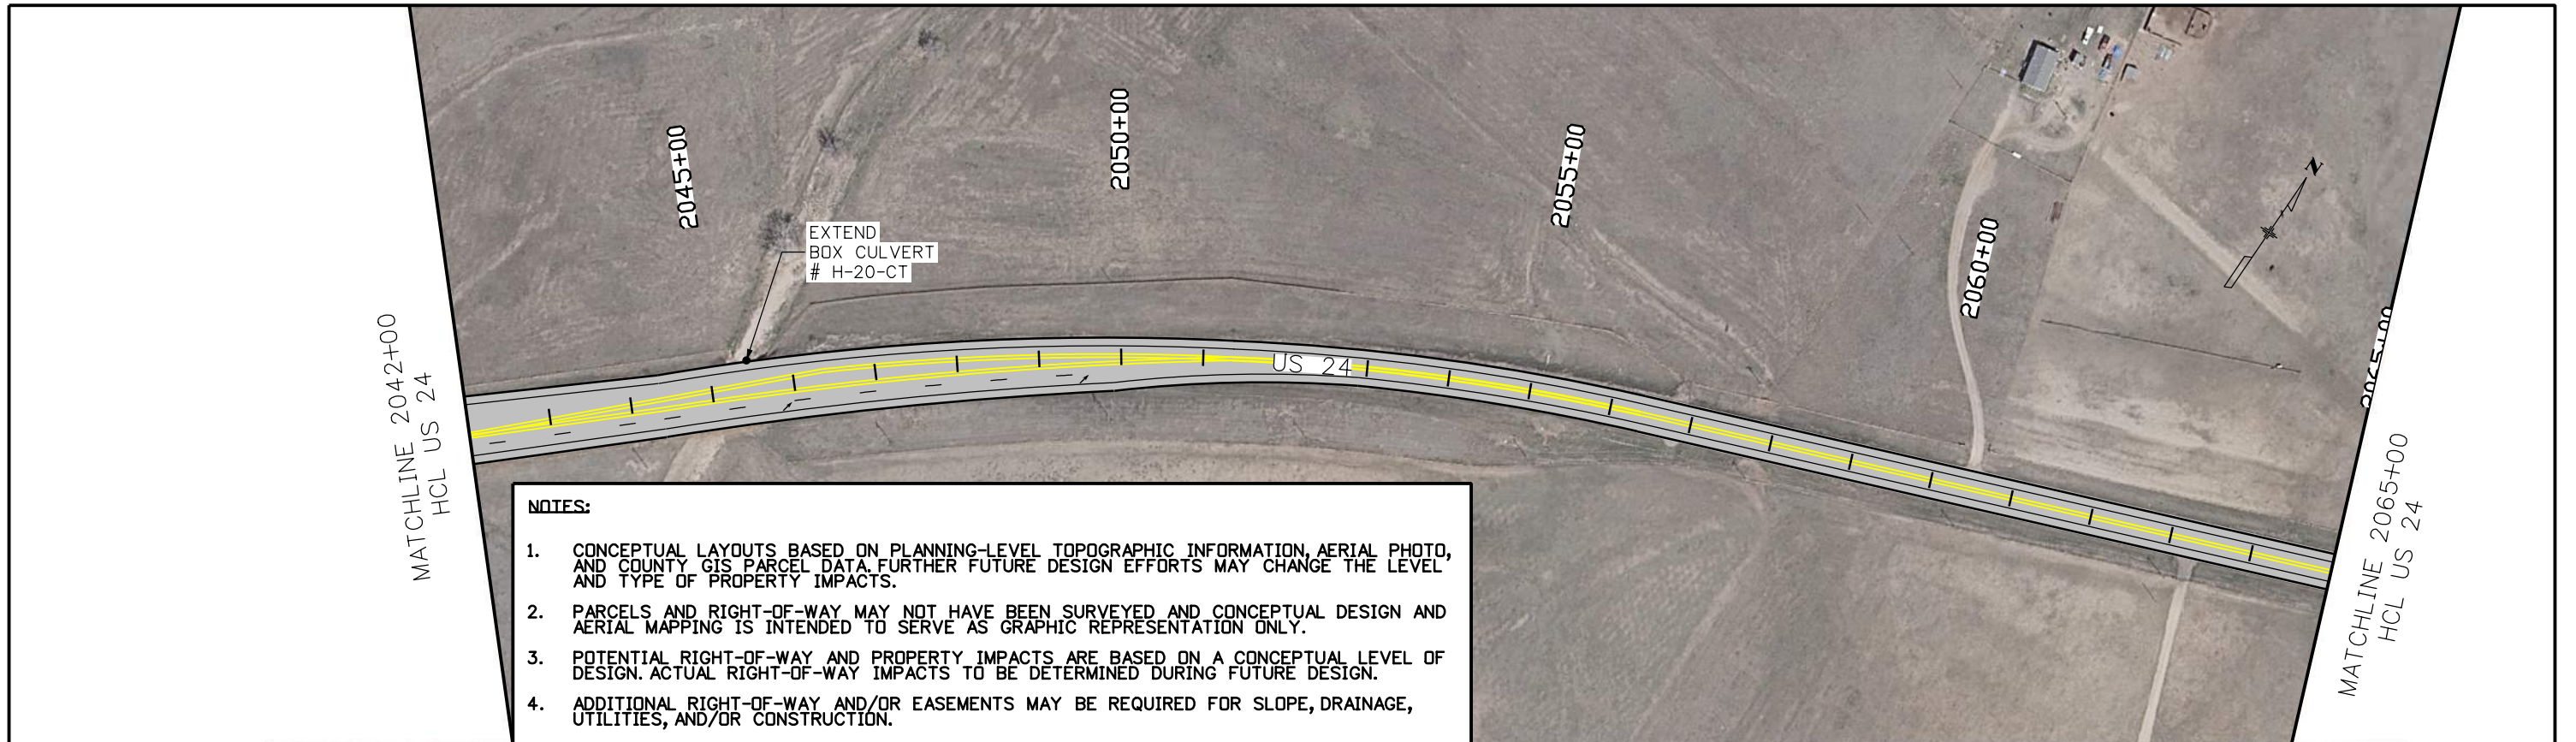 2045+00
2050+00
2055+00
2060+00
N
EXTEND
BOX CULVERT
# H-20-CT
US 24
MATCHLINE 2042+00
HCL US 24
MATCHLINE 2065+00
HCL US 24
NOTES:
1. CONCEPTUAL LAYOUTS BASED ON PLANNING-LEVEL TOPOGRAPHIC INFORMATION, AERIAL PHOTO,
AND COUNTY GIS PARCEL DATA. FURTHER FUTURE DESIGN EFFORTS MAY CHANGE THE LEVEL
AND TYPE OF PROPERTY IMPACTS.
2. PARCELS AND RIGHT-OF-WAY MAY NOT HAVE BEEN SURVEYED AND CONCEPTUAL DESIGN AND
AERIAL MAPPING IS INTENDED TO SERVE AS GRAPHIC REPRESENTATION ONLY.
3. POTENTIAL RIGHT-OF-WAY AND PROPERTY IMPACTS ARE BASED ON A CONCEPTUAL LEVEL OF
DESIGN. ACTUAL RIGHT-OF-WAY IMPACTS TO BE DETERMINED DURING FUTURE DESIGN.
4. ADDITIONAL RIGHT-OF-WAY AND/OR EASEMENTS MAY BE REQUIRED FOR SLOPE, DRAINAGE,
UTILITIES, AND/OR CONSTRUCTION.